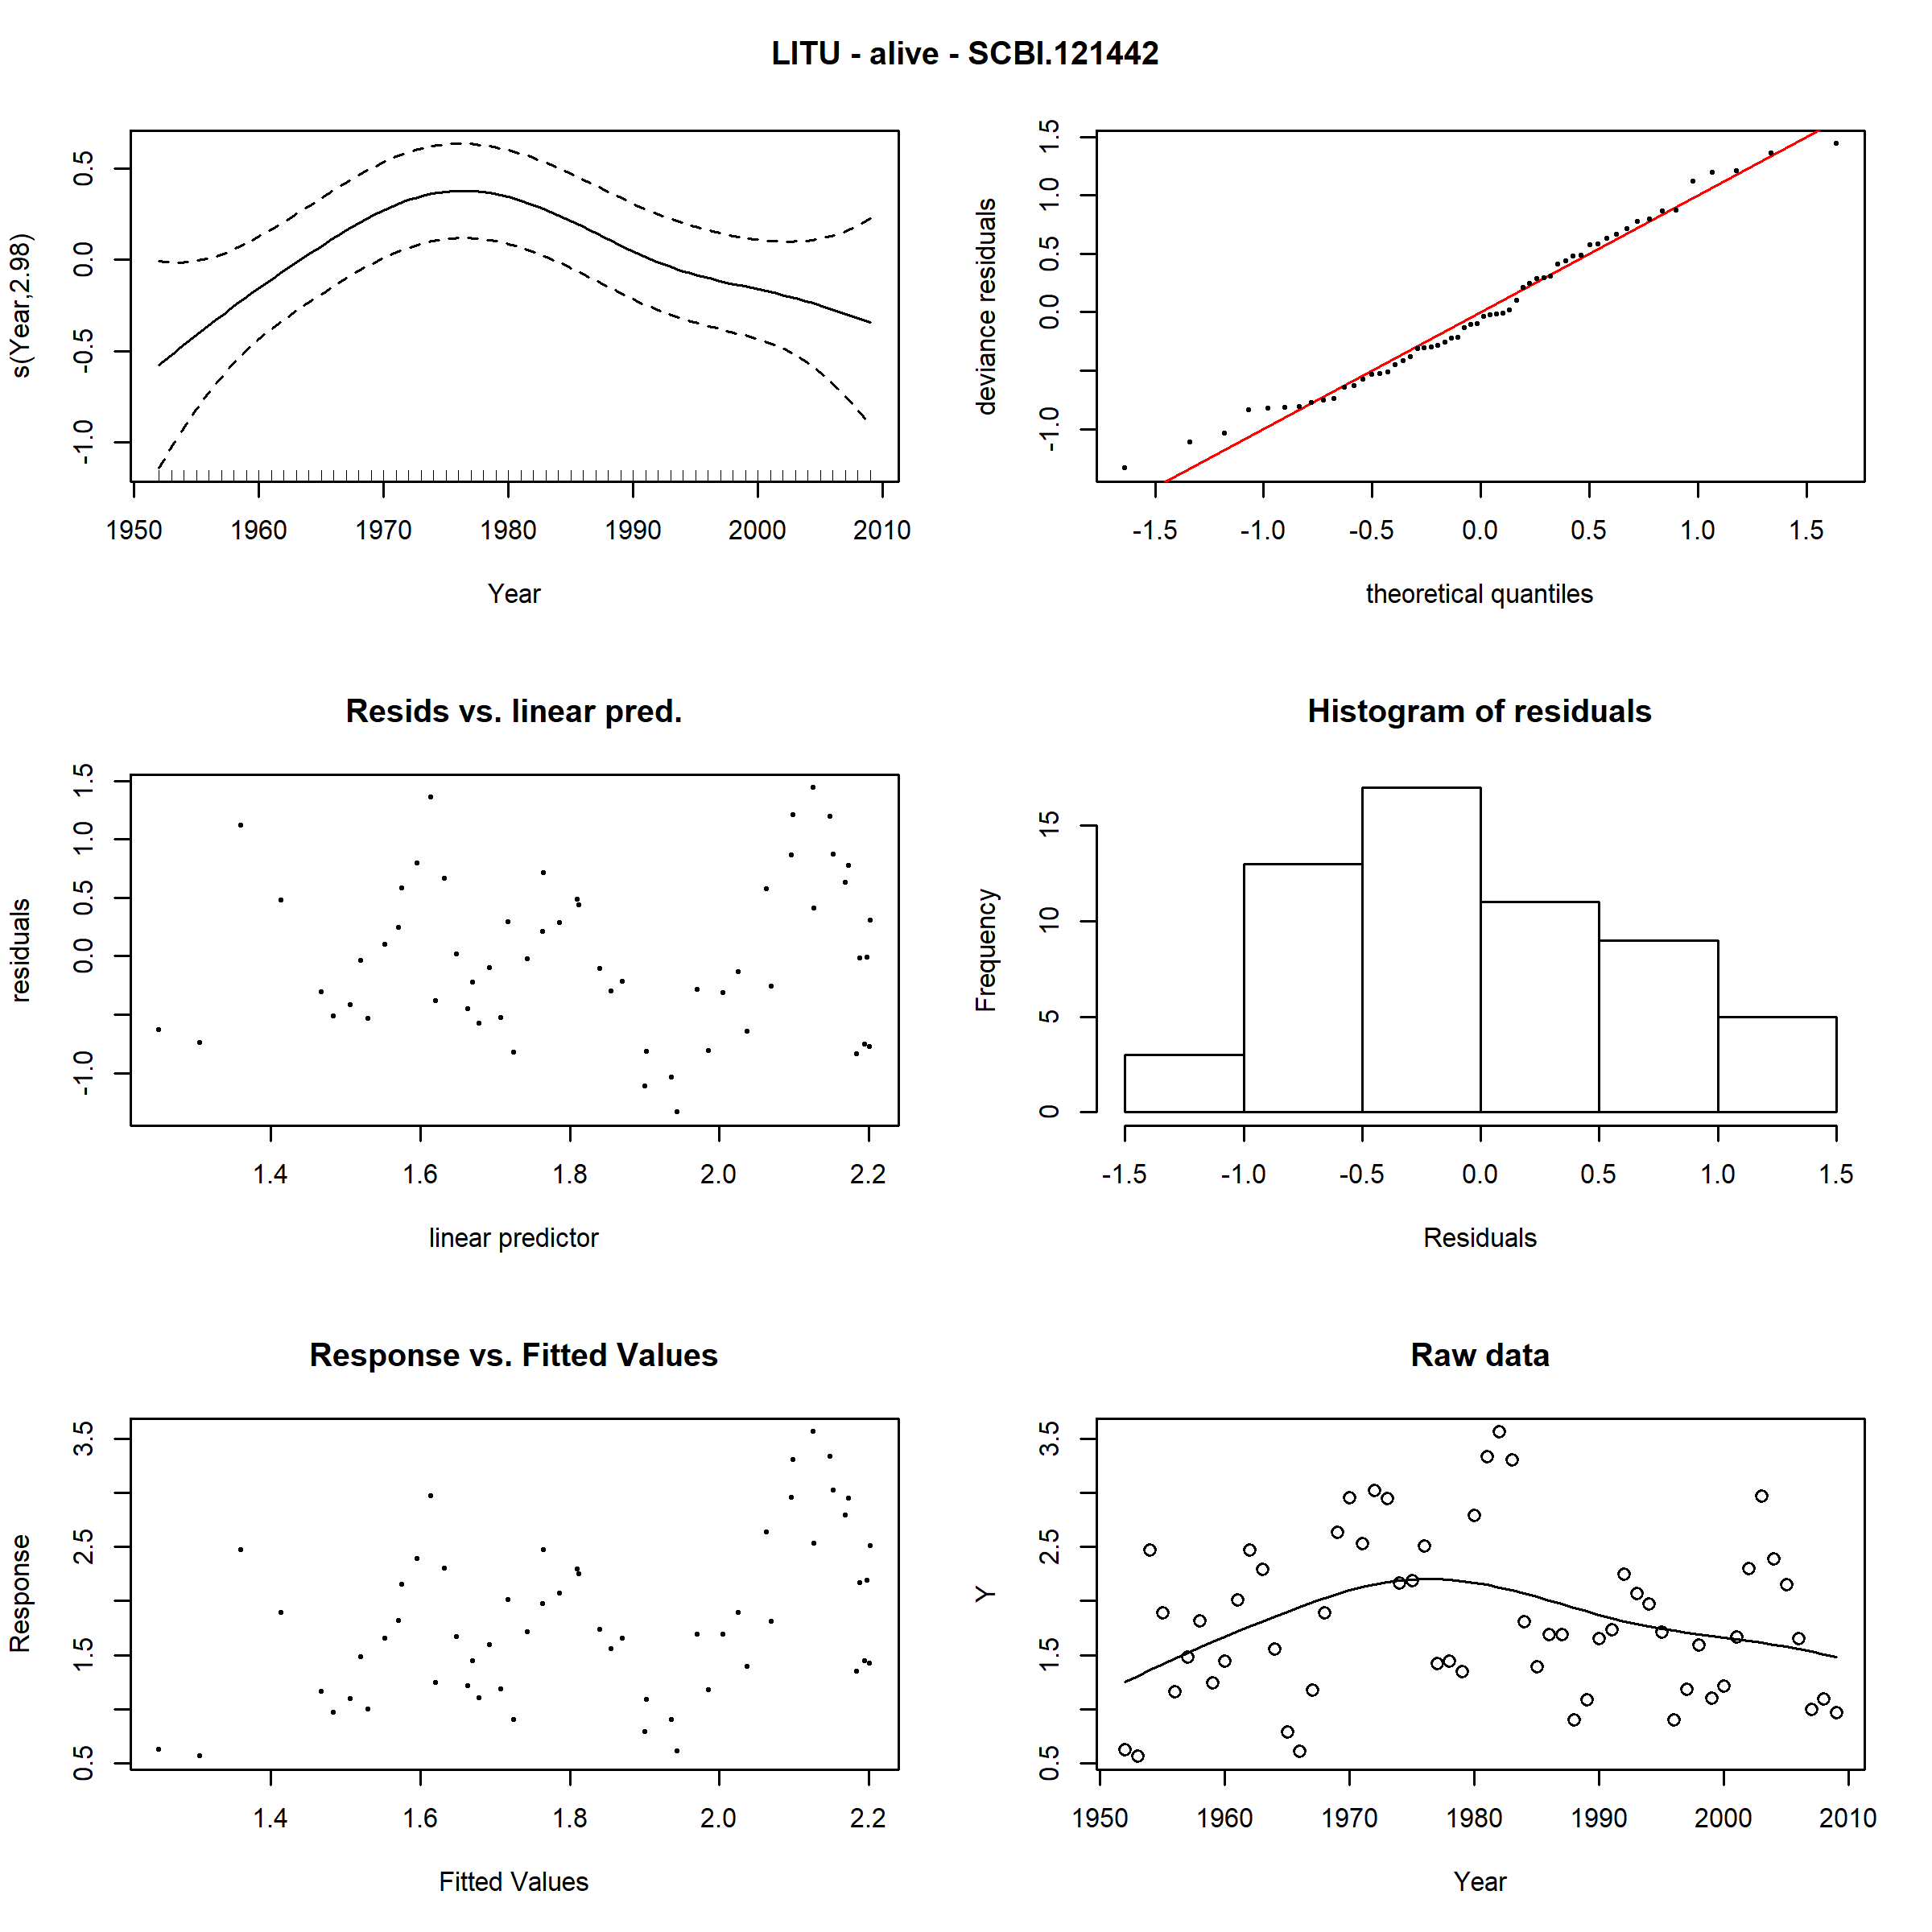 LITU - alive - SCBI.121442
s(Year,2.98)
-1.0 -0.5 0.0 0.5
1950 1960 1970 1980 1990 2000 2010
Year
deviance residuals
-1.0 0.0 0.5 1.0 1.5
-1.5 -1.0 -0.5 0.0 0.5 1.0 1.5
theoretical quantiles
Resids vs. linear pred.
residuals
-1.0 0.0 0.5 1.0 1.5
1.4 1.6 1.8 2.0 2.2
linear predictor
Histogram of residuals
Frequency
0 5 10 15
-1.5 -1.0 -0.5 0.0 0.5 1.0 1.5
Residuals
Response vs. Fitted Values
Response
0.5 1.5 2.5 3.5
1.4 1.6 1.8 2.0 2.2
Fitted Values
Raw data
Y
0.5 1.5 2.5 3.5
1950 1960 1970 1980 1990 2000 2010
Year